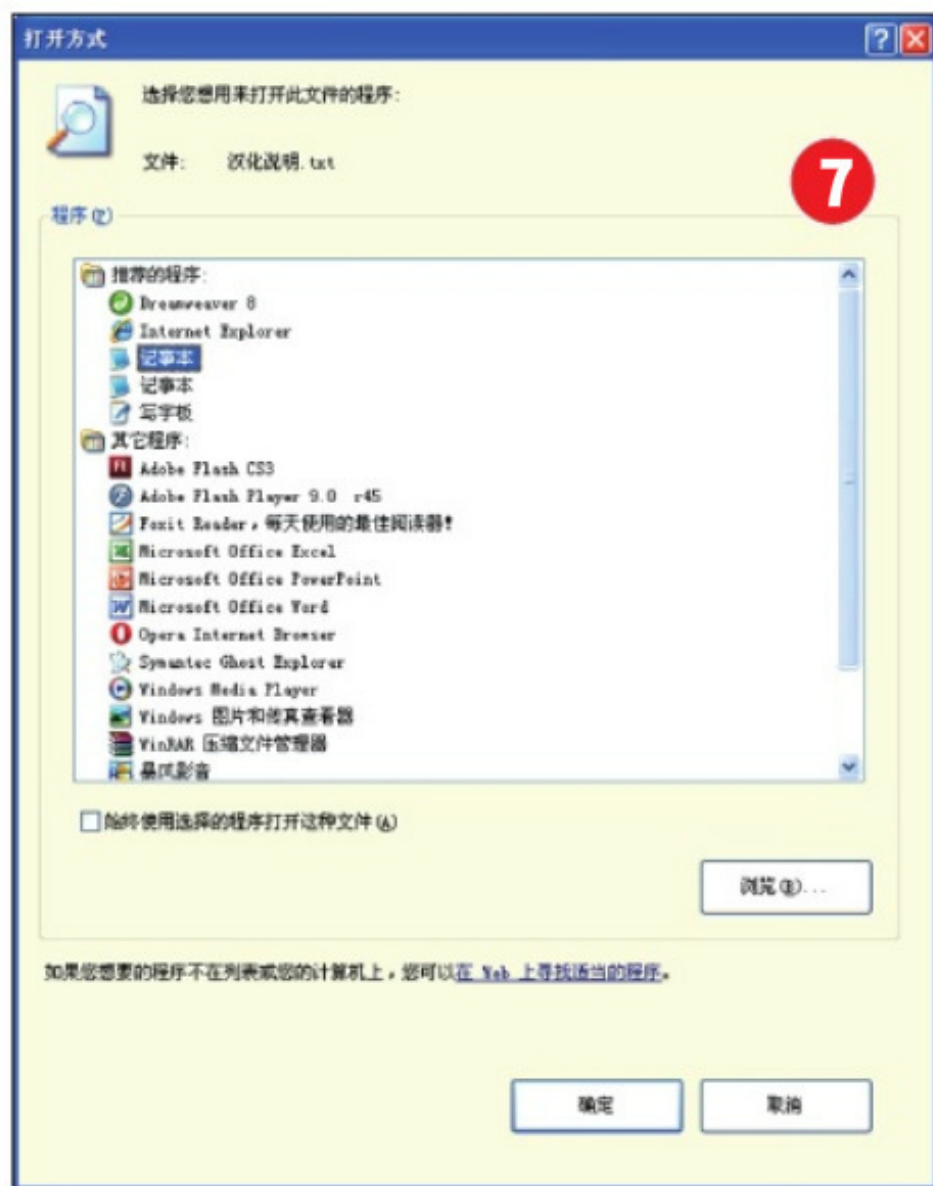 打开方式
选择您想用来打开此文件的程序:
文件: 汉化说明.txt
7
程序(P)
推荐的程序:
Dreamweaver 8
Internet Explorer
记事本
记事本
写字板
其它程序:
Adobe Flash CS3
Adobe Flash Player 9.0 r45
Foxit Reader，每天使用的最佳阅读器!
Microsoft Office Excel
Microsoft Office PowerPoint
Microsoft Office Word
Opera Internet Browser
Symantec Ghost Explorer
Windows Media Player
Windows 图片和传真查看器
WinRAR 压缩文件管理器
暴风影音
始终使用选择的程序打开这种文件(A)
浏览(B)...
如果您想要的程序不在列表或您的计算机上，您可以在 Web 上寻找适当的程序。
确定 取消